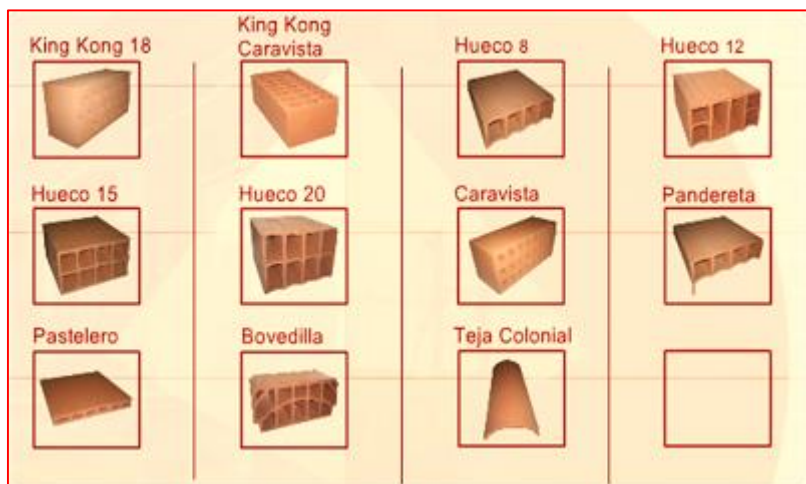 King Kong 18
King Kong
Caravista
Hueco 8
Hueco 12
Hueco 15
Hueco 20
Caravista
Pandereta
Pastelero
Bovedilla
Teja Colonial